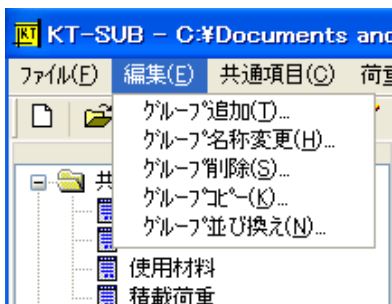 KT-SUB - C:¥Documents and
ﾌｧｲﾙ(F) 編集(E) 共通項目(C) 荷重
ｸﾞﾙｰﾌﾟ追加(T)...
ｸﾞﾙｰﾌﾟ名称変更(H)...
ｸﾞﾙｰﾌﾟ削除(S)...
ｸﾞﾙｰﾌﾟｺﾋﾟｰ(K)...
ｸﾞﾙｰﾌﾟ並び換え(N)...
共
使用材料
積載荷重